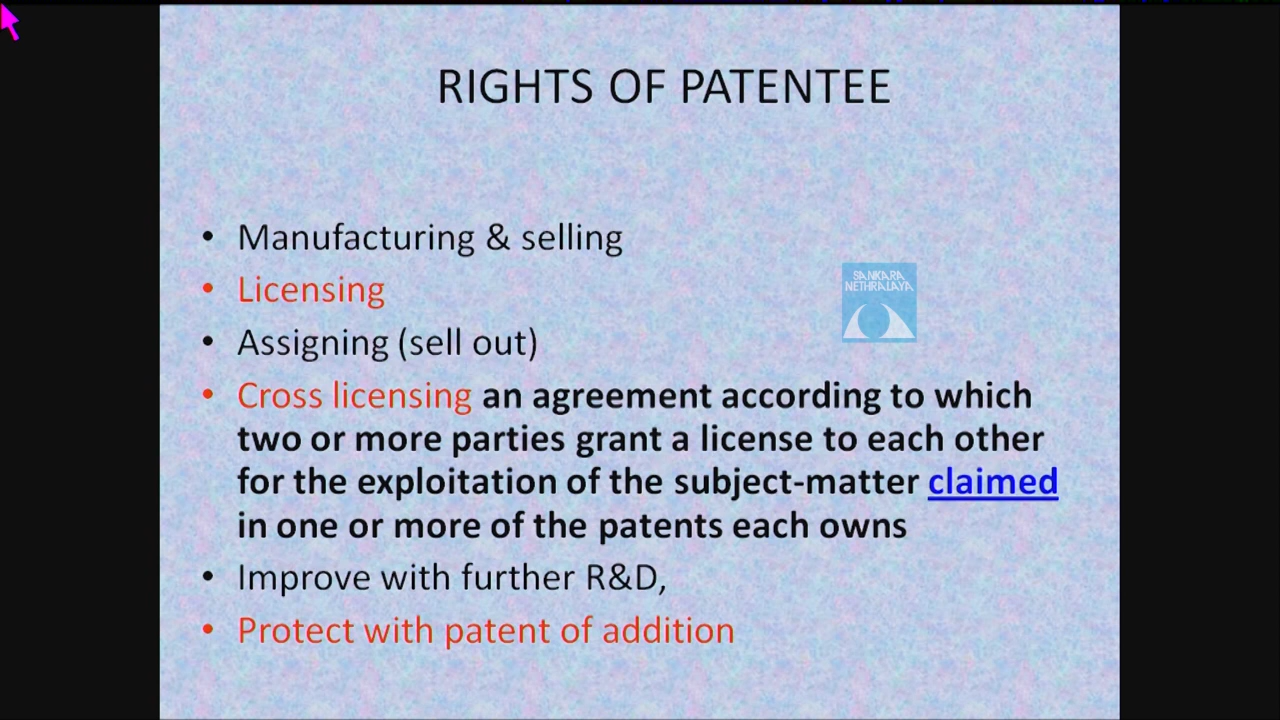 RIGHTS OF PATENTEE
• Manufacturing & selling
SANKARA
NETHRALAYA
• Licensing
• Assigning (sell out)
• Cross licensing an agreement according to which
two or more parties grant a license to each other
for the exploitation of the subject-matter claimed
in one or more of the patents each owns
• Improve with further R&D,
• Protect with patent of addition